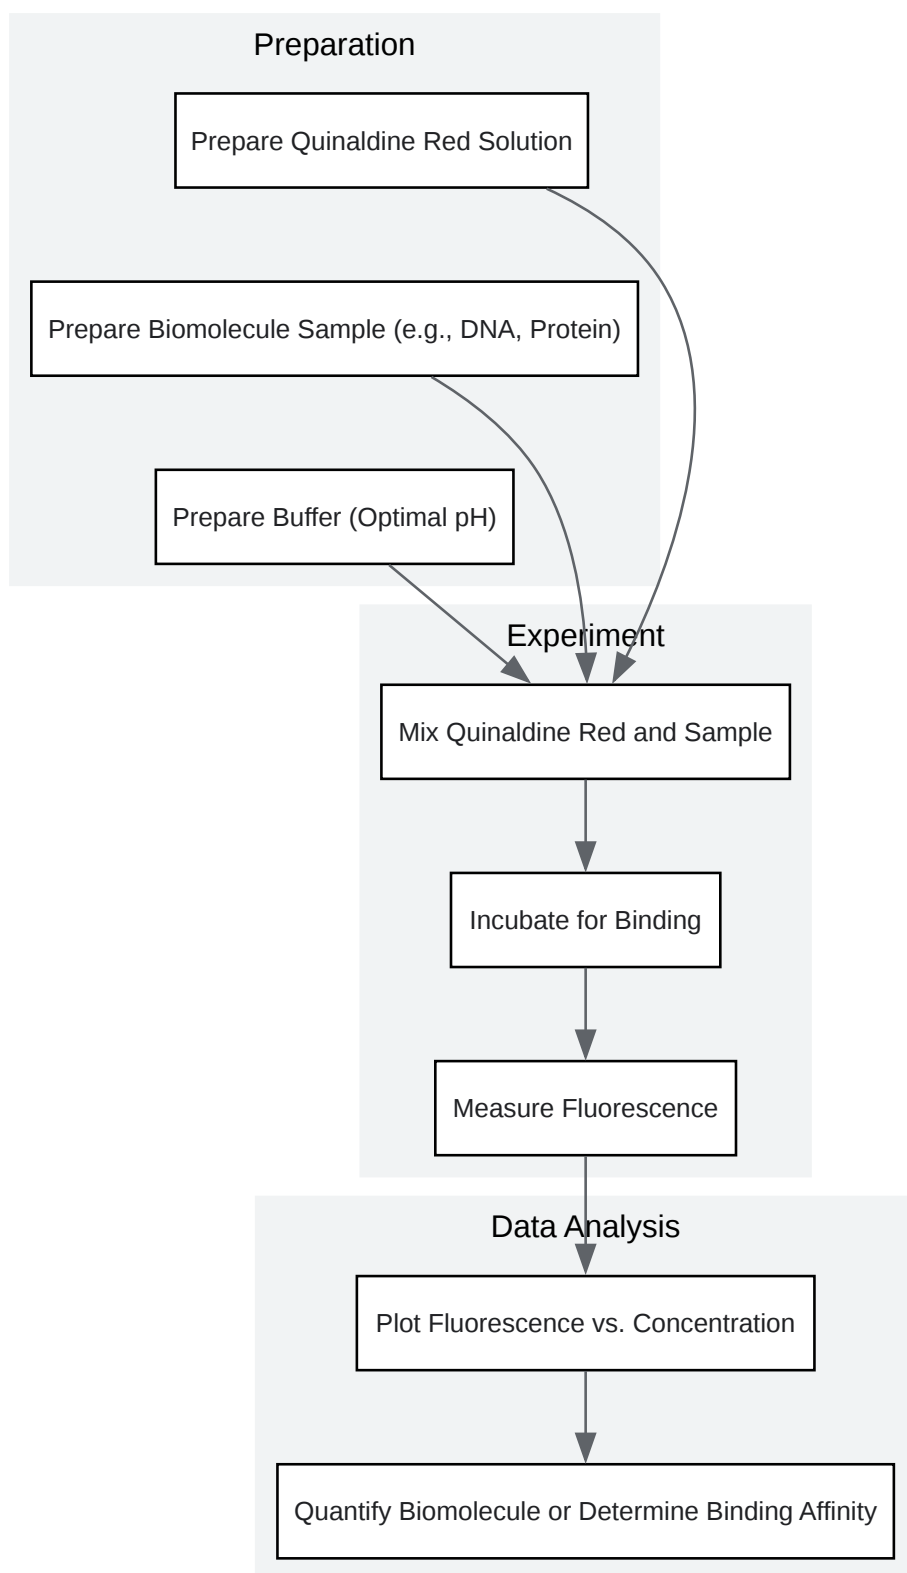 Preparation
Prepare Quinaldine Red Solution
Prepare Biomolecule Sample (e.g., DNA, Protein)
Prepare Buffer (Optimal pH)
Experiment
Mix Quinaldine Red and Sample
Incubate for Binding
Measure Fluorescence
Data Analysis
Plot Fluorescence vs. Concentration
Quantify Biomolecule or Determine Binding Affinity